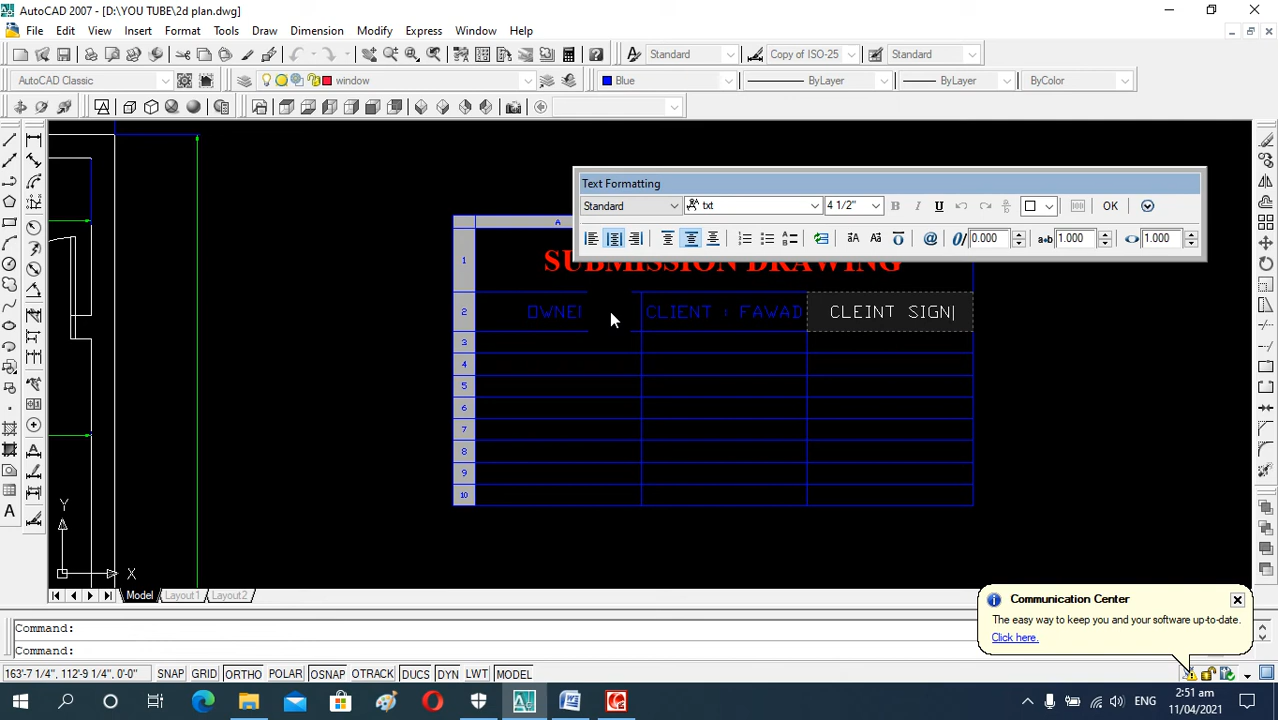 AutoCAD 2007 - [D:\YOU TUBE\2d plan.dwg]
File Edit View Insert Format Tools Draw Dimension Modify Express Window Help
Standard Copy of ISO-25 Standard
AutoCAD Classic window Blue ByLayer ByLayer ByColor
Text Formatting
Standard txt 4 1/2" B I U OK
0.000 a•b 1.000 1.000
A
1 SUBMISSION DRAWING
2 CLIENT : FAWAD CLEINT SIGN
3
4
5
6
7
8
9
10
Y
X
Model Layout1 Layout2
Communication Center
The easy way to keep you and your software up-to-date.
Click here.
Command:
Command:
163'-7 1/4", 112'-9 1/4", 0'-0" SNAP GRID ORTHO POLAR OSNAP OTRACK DUCS DYN LWT MODEL
ENG
2:51 am
11/04/2021